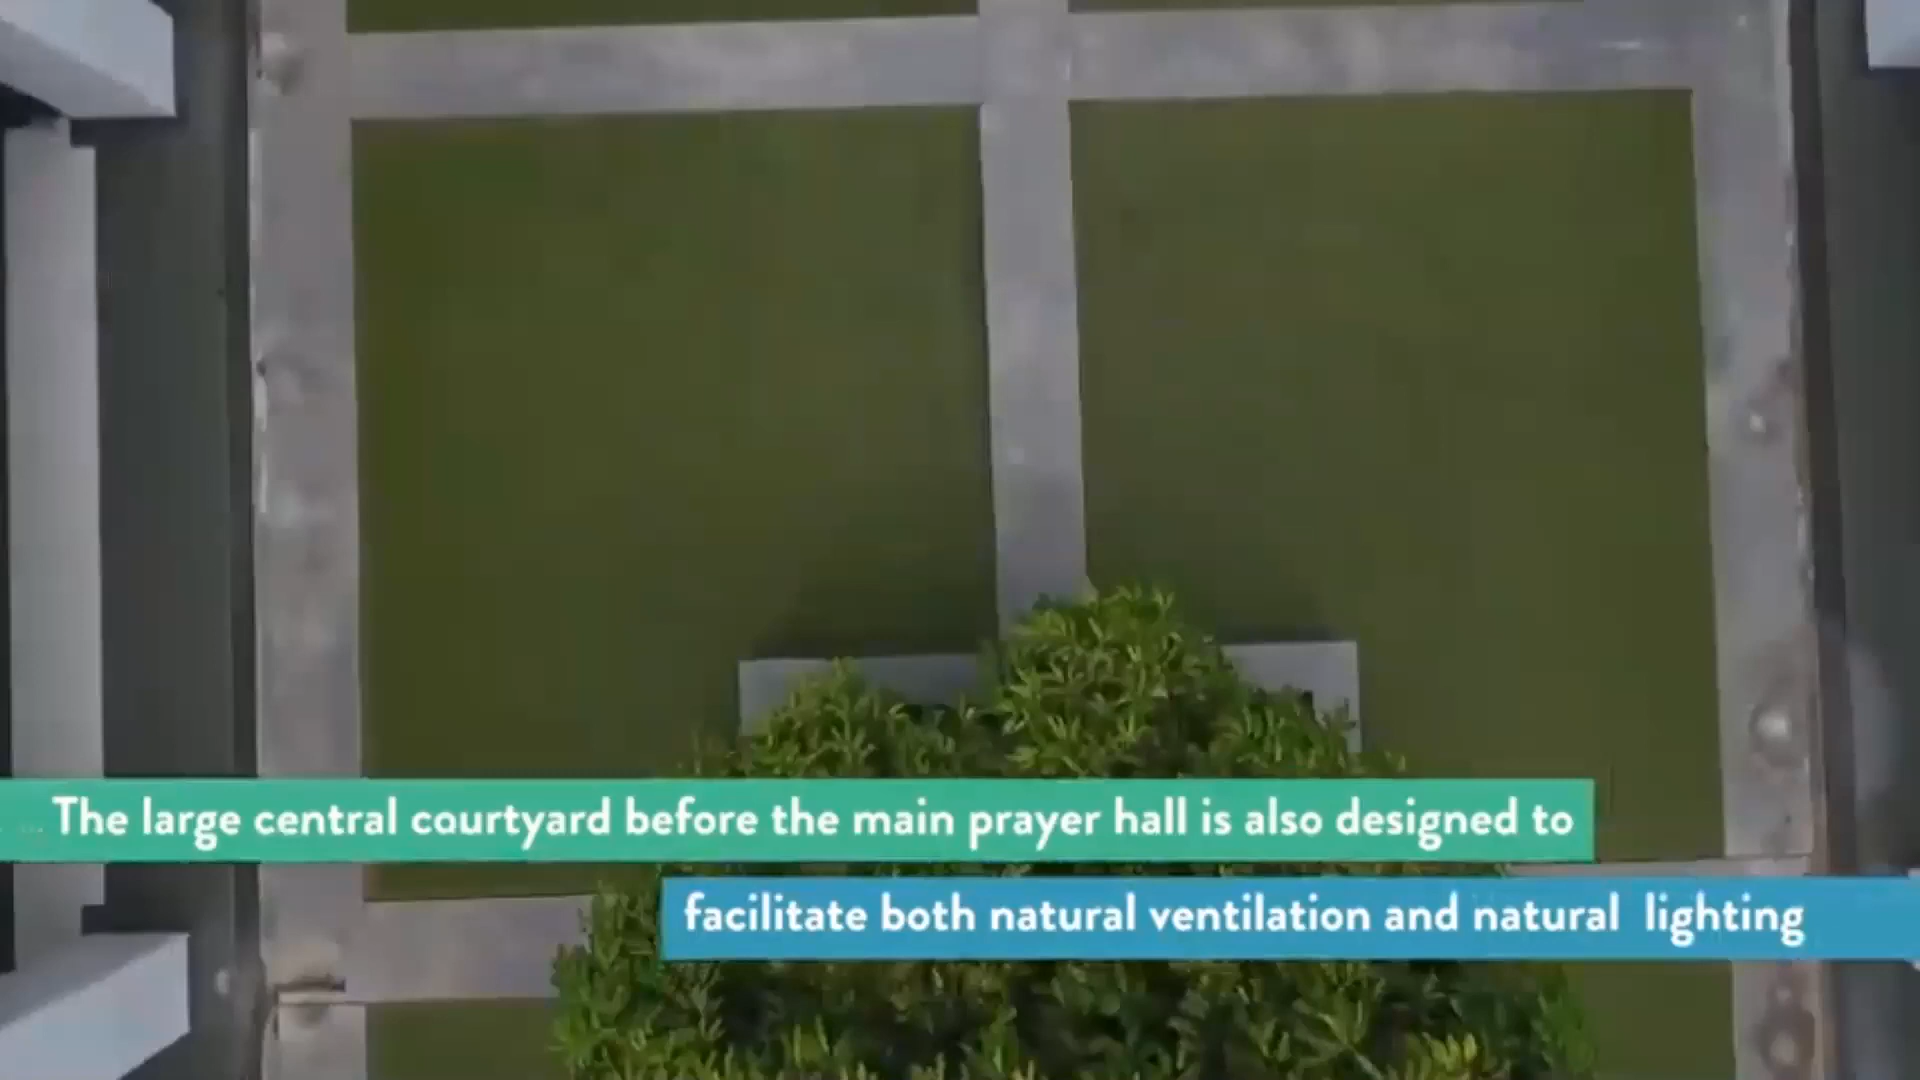 The large central courtyard before the main prayer hall is also designed to
facilitate both natural ventilation and natural lighting